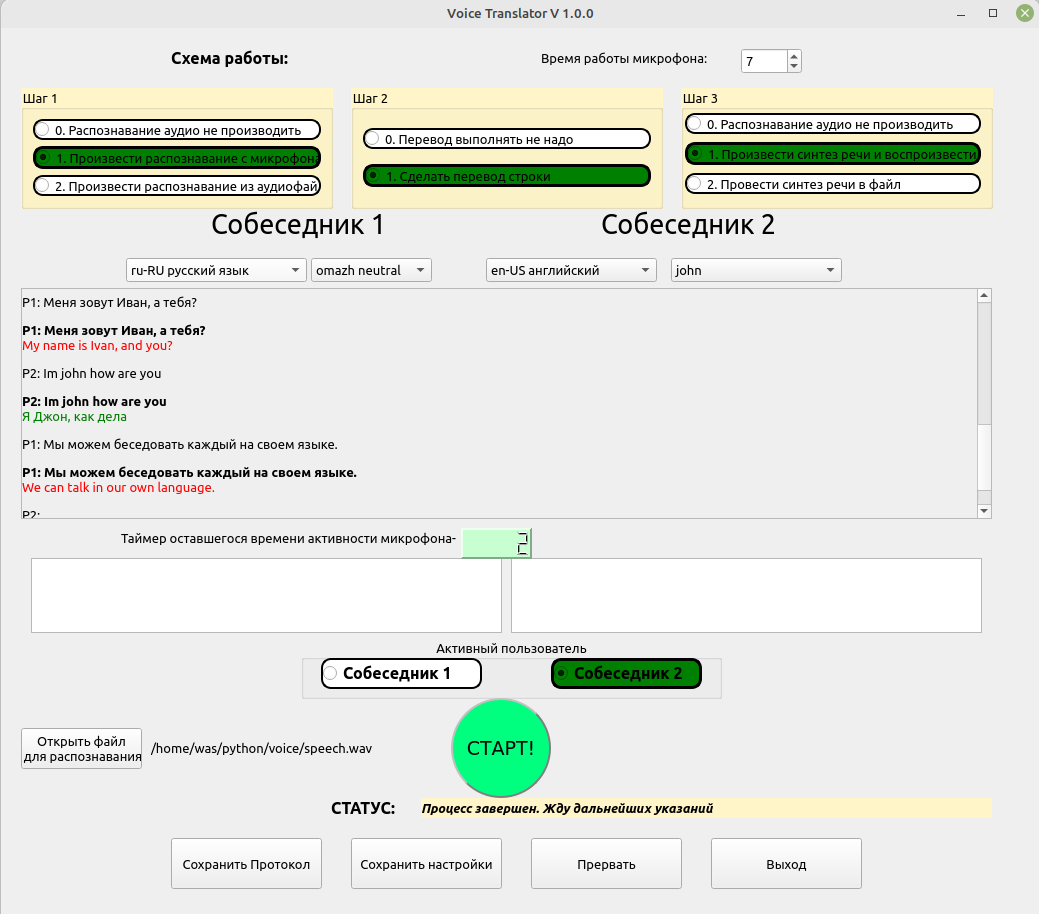 Voice Translator V 1.0.0
Схема работы:
Время работы микрофона:
7
Шаг 1
Шаг 2
Шаг 3
0. Распознавание аудио не производить
1. Произвести распознавание с микрофона
2. Произвести распознавание из аудиофай
0. Перевод выполнять не надо
1. Сделать перевод строки
0. Распознавание аудио не производить
1. Произвести синтез речи и воспроизвести
2. Провести синтез речи в файл
Собеседник 1
Собеседник 2
ru-RU русский язык
omazh neutral
en-US английский
john
P1: Меня зовут Иван, а тебя?
P1: Меня зовут Иван, а тебя?
My name is Ivan, and you?
P2: Im john how are you
P2: Im john how are you
Я Джон, как дела
P1: Мы можем беседовать каждый на своем языке.
P1: Мы можем беседовать каждый на своем языке.
We can talk in our own language.
P2:
Таймер оставшегося времени активности микрофона-
2
Активный пользователь
Собеседник 1
Собеседник 2
Открыть файл
для распознавания
/home/was/python/voice/speech.wav
СТАРТ!
СТАТУС:
Процесс завершен. Жду дальнейших указаний
Сохранить Протокол
Сохранить настройки
Прервать
Выход